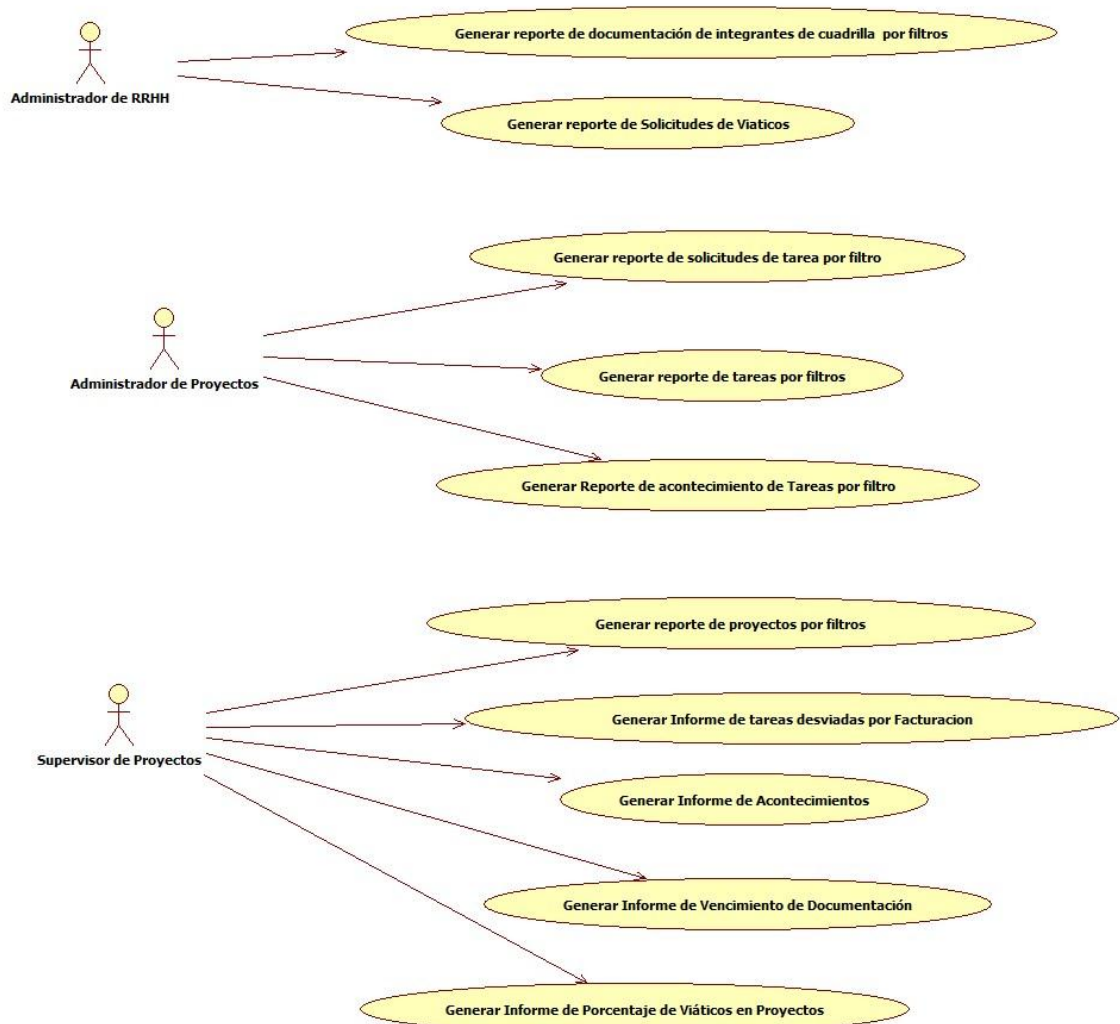 Generar reporte de documentación de integrantes de cuadrilla por filtros
Administrador de RRHH
Generar reporte de Solicitudes de Viaticos
Generar reporte de solicitudes de tarea por filtro
Generar reporte de tareas por filtros
Administrador de Proyectos
Generar Reporte de acontecimiento de Tareas por filtro
Generar reporte de proyectos por filtros
Generar Informe de tareas desviadas por Facturacion
Supervisor de Proyectos
Generar Informe de Acontecimientos
Generar Informe de Vencimiento de Documentación
Generar Informe de Porcentaje de Viáticos en Proyectos